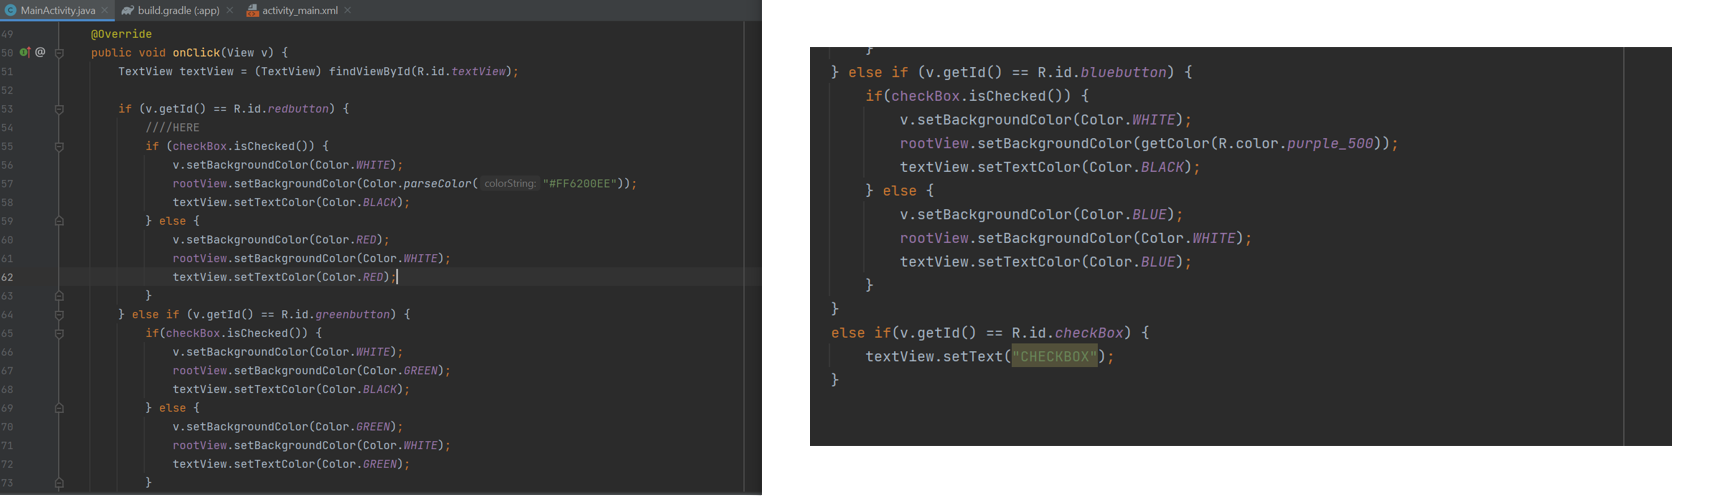 MainActivity.java
build.gradle (:app)
activity_main.xml
49 @Override
50 @ public void onClick(View v) {
51 TextView textView = (TextView) findViewById(R.id.textView);
52
53 if (v.getId() == R.id.redbutton) {
54 ////HERE
55 if (checkBox.isChecked()) {
56 v.setBackgroundColor(Color.WHITE);
57 rootView.setBackgroundColor(Color.parseColor( colorString: "#FF6200EE"));
58 textView.setTextColor(Color.BLACK);
59 } else {
60 v.setBackgroundColor(Color.RED);
61 rootView.setBackgroundColor(Color.WHITE);
62 textView.setTextColor(Color.RED);
63 }
64 } else if (v.getId() == R.id.greenbutton) {
65 if(checkBox.isChecked()) {
66 v.setBackgroundColor(Color.WHITE);
67 rootView.setBackgroundColor(Color.GREEN);
68 textView.setTextColor(Color.BLACK);
69 } else {
70 v.setBackgroundColor(Color.GREEN);
71 rootView.setBackgroundColor(Color.WHITE);
72 textView.setTextColor(Color.GREEN);
73 }
}
} else if (v.getId() == R.id.bluebutton) {
if(checkBox.isChecked()) {
v.setBackgroundColor(Color.WHITE);
rootView.setBackgroundColor(getColor(R.color.purple_500));
textView.setTextColor(Color.BLACK);
} else {
v.setBackgroundColor(Color.BLUE);
rootView.setBackgroundColor(Color.WHITE);
textView.setTextColor(Color.BLUE);
}
}
else if(v.getId() == R.id.checkBox) {
textView.setText("CHECKBOX");
}